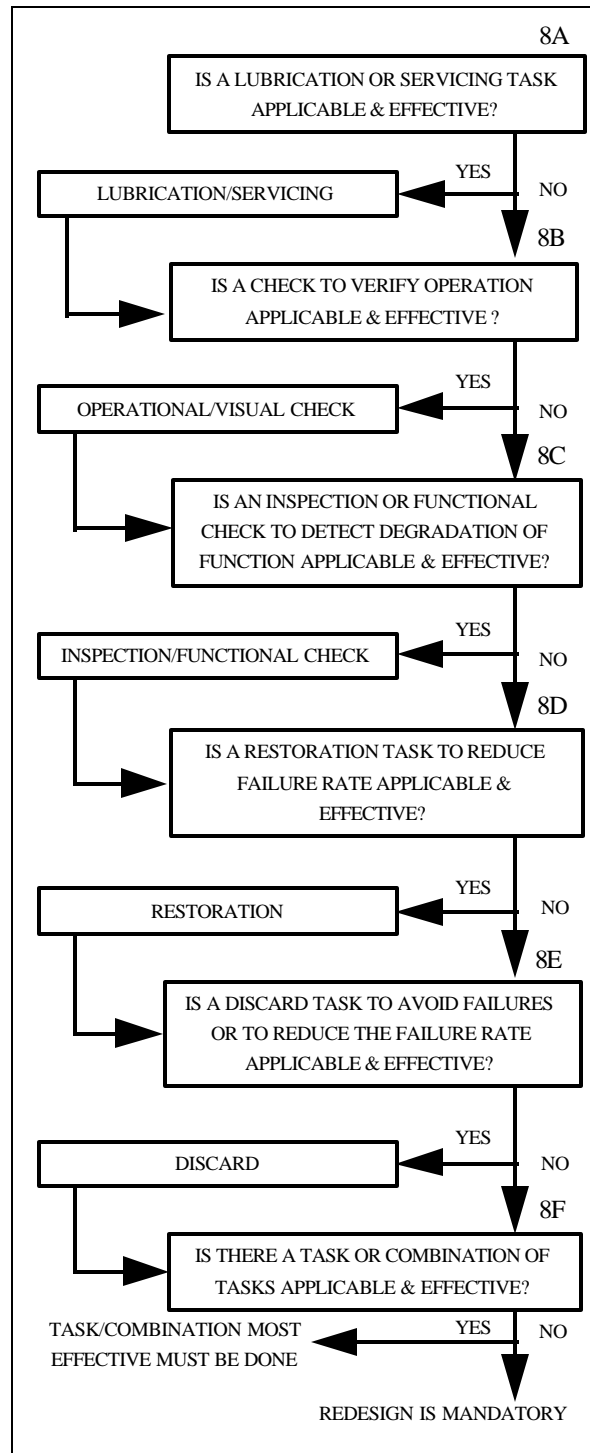 8A
IS A LUBRICATION OR SERVICING TASK
APPLICABLE & EFFECTIVE?
YES
NO
LUBRICATION/SERVICING
8B
IS A CHECK TO VERIFY OPERATION
APPLICABLE & EFFECTIVE ?
YES
NO
OPERATIONAL/VISUAL CHECK
8C
IS AN INSPECTION OR FUNCTIONAL
CHECK TO DETECT DEGRADATION OF
FUNCTION APPLICABLE & EFFECTIVE?
YES
NO
INSPECTION/FUNCTIONAL CHECK
8D
IS A RESTORATION TASK TO REDUCE
FAILURE RATE APPLICABLE &
EFFECTIVE?
YES
NO
RESTORATION
8E
IS A DISCARD TASK TO AVOID FAILURES
OR TO REDUCE THE FAILURE RATE
APPLICABLE & EFFECTIVE?
YES
NO
DISCARD
8F
IS THERE A TASK OR COMBINATION OF
TASKS APPLICABLE & EFFECTIVE?
YES
NO
TASK/COMBINATION MOST
EFFECTIVE MUST BE DONE
REDESIGN IS MANDATORY